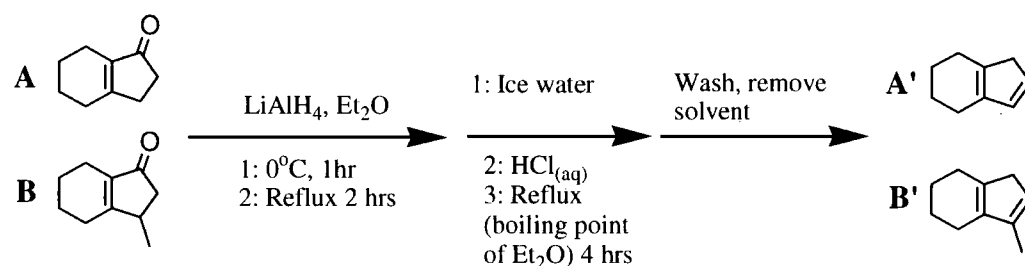 O
A
LiAlH4, Et2O
1: 0oC, 1hr
2: Reflux 2 hrs
O
B
1: Ice water
2: HCl(aq)
3: Reflux
(boiling point
of Et2O) 4 hrs
Wash, remove
solvent
A'
B'